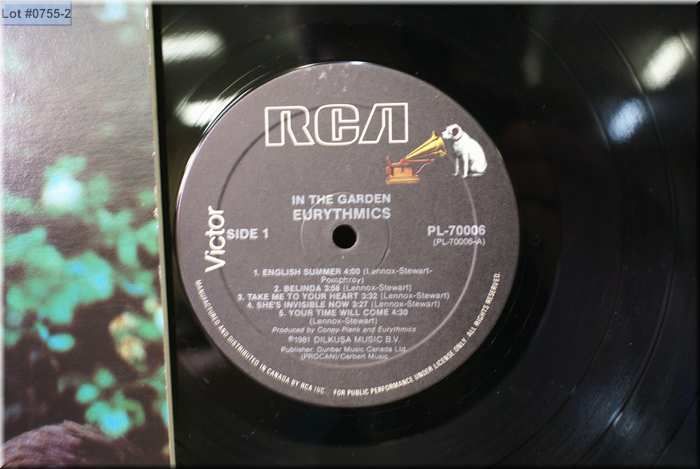 Lot #0755-2
RCA
IN THE GARDEN
EURYTHMICS
Victor
SIDE 1
PL-70006
(PL-70006-A)
1. ENGLISH SUMMER 4:00 (Lennox-Stewart-
Pomphroy)
2. BELINDA 3:58 (Lennox-Stewart)
3. TAKE ME TO YOUR HEART 3:32 (Lennox-Stewart)
4. SHE'S INVISIBLE NOW 3:27 (Lennox-Stewart)
5. YOUR TIME WILL COME 4:30
(Lennox-Stewart)
Produced by Coney Plank and Eurythmics
℗1981 DILKUSA MUSIC B.V.
Publisher: Dunbar Music Canada Ltd.
(PROCAN)/Carbert Music
MANUFACTURED AND DISTRIBUTED IN CANADA BY RCA INC. FOR PUBLIC PERFORMANCE UNDER LICENSE ONLY. ALL RIGHTS RESERVED.